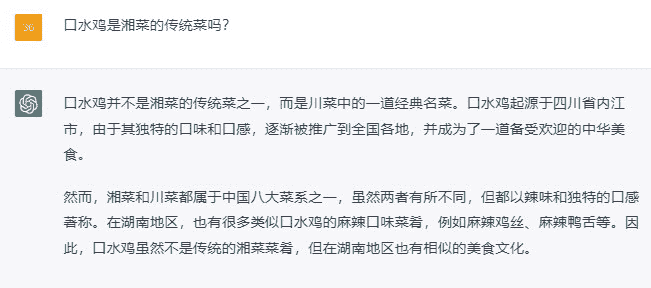 36
口水鸡是湘菜的传统菜吗?
口水鸡并不是湘菜的传统菜之一，而是川菜中的一道经典名菜。口水鸡起源于四川省内江
市，由于其独特的口味和口感，逐渐被推广到全国各地，并成为了一道备受欢迎的中华美
食。
然而，湘菜和川菜都属于中国八大菜系之一，虽然两者有所不同，但都以辣味和独特的口感
著称。在湖南地区，也有很多类似口水鸡的麻辣口味菜肴，例如麻辣鸡丝、麻辣鸭舌等。因
此，口水鸡虽然不是传统的湘菜菜肴，但在湖南地区也有相似的美食文化。